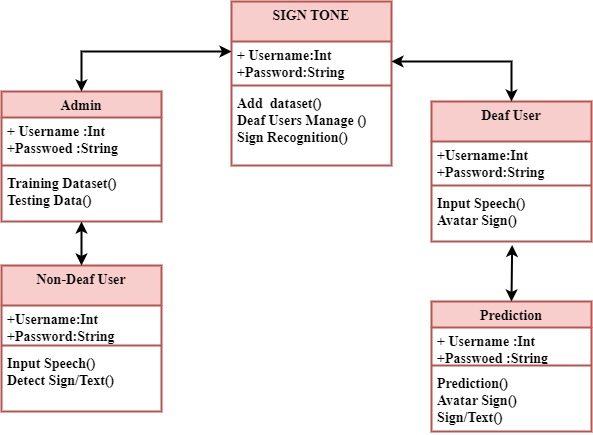 SIGN TONE
+ Username:Int
+Password:String
Add dataset()
Deaf Users Manage ()
Sign Recognition()
Admin
+ Username :Int
+Passwoed :String
Training Dataset()
Testing Data()
Deaf User
+Username:Int
+Password:String
Input Speech()
Avatar Sign()
Non-Deaf User
+Username:Int
+Password:String
Input Speech()
Detect Sign/Text()
Prediction
+ Username :Int
+Passwoed :String
Prediction()
Avatar Sign()
Sign/Text()